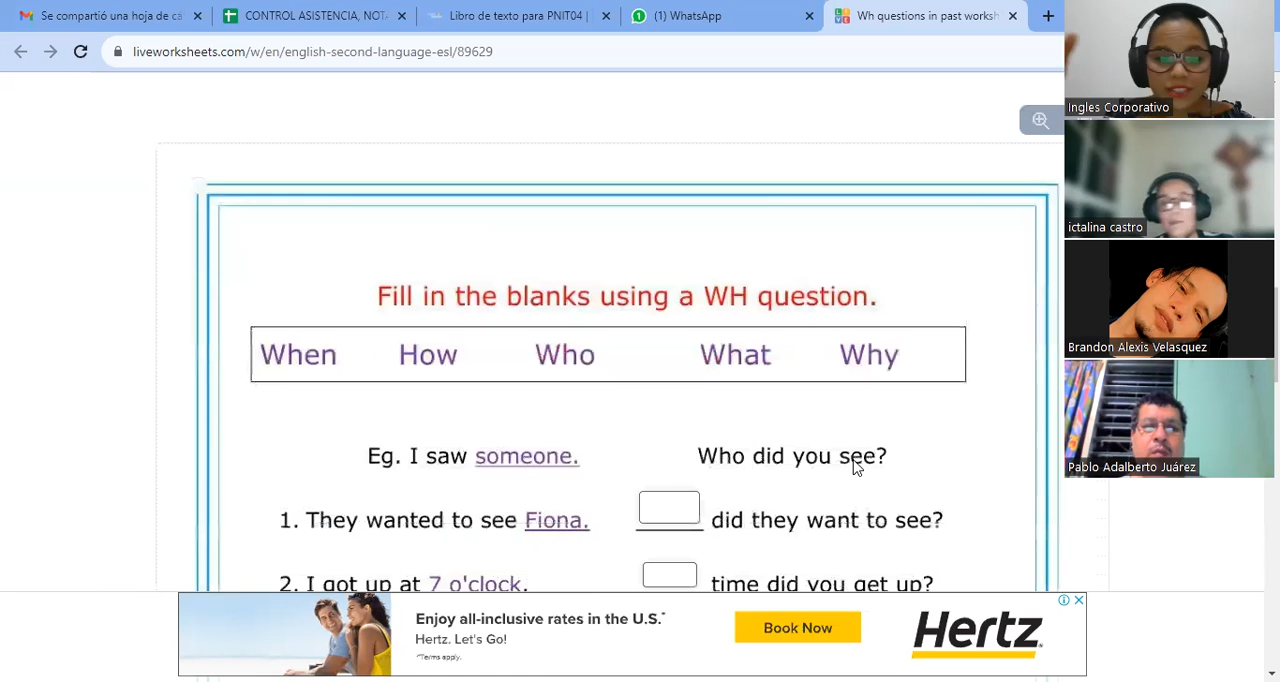 Se compartió una hoja de ca
CONTROL ASISTENCIA, NOT
Libro de texto para PNIT04
(1) WhatsApp
Wh questions in past worksh
liveworksheets.com/w/en/english-second-language-esl/89629
Ingles Corporativo
ictalina castro
Brandon Alexis Velasquez
Pablo Adalberto Juárez
Fill in the blanks using a WH question.
When How Who What Why
Eg. I saw someone. Who did you see?
1. They wanted to see Fiona. did they want to see?
2. I got up at 7 o'clock. time did you get up?
Enjoy all-inclusive rates in the U.S.*
Hertz. Let's Go!
*Terms apply.
Book Now
Hertz